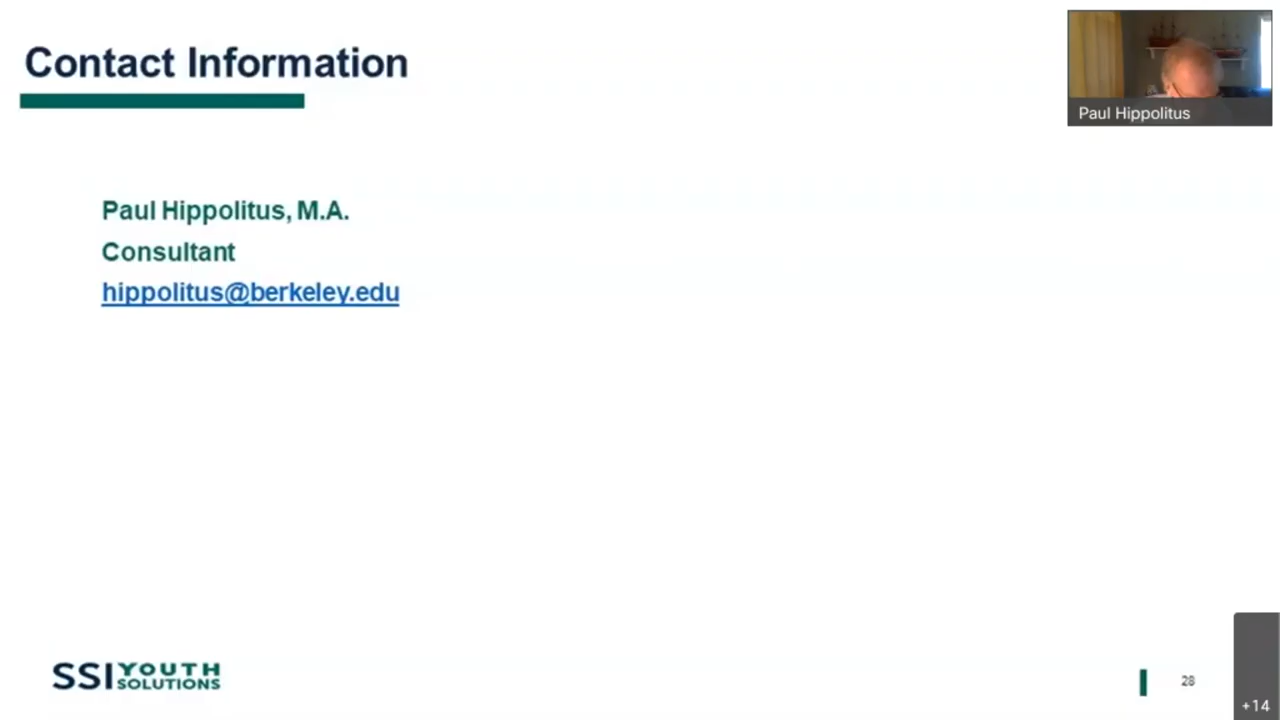 Contact Information
Paul Hippolitus
Paul Hippolitus, M.A.
Consultant
hippolitus@berkeley.edu
SSI YOUTH
SOLUTIONS
28
+14